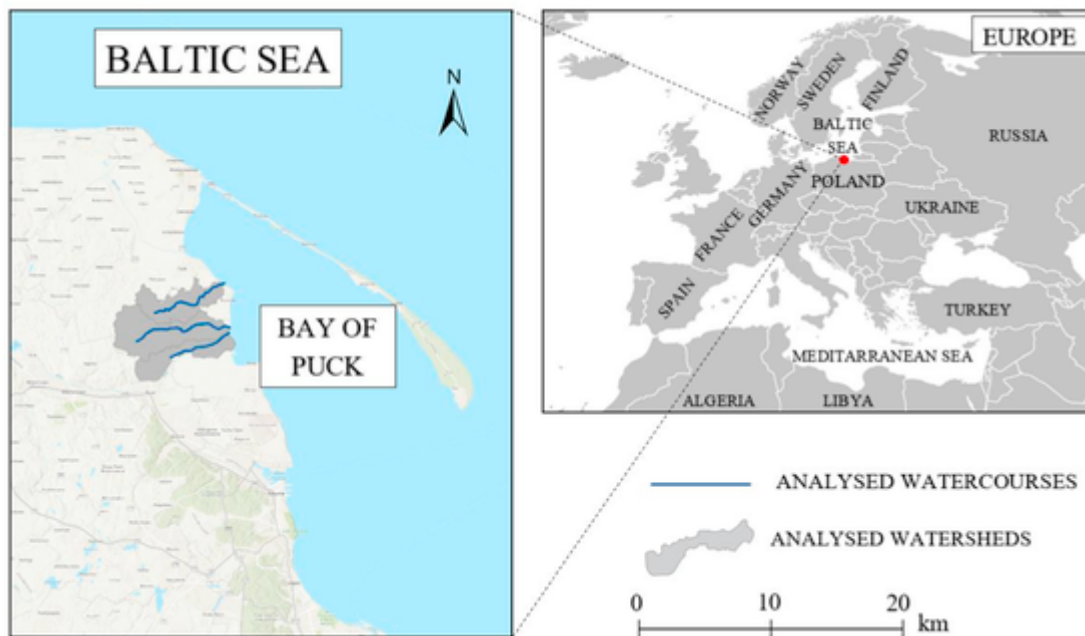 BALTIC SEA
N
BAY OF
PUCK
EUROPE
NORWAY
SWEDEN
FINLAND
RUSSIA
BALTIC
SEA
POLAND
GERMANY
UKRAINE
FRANCE
SPAIN
TURKEY
MEDITARRANEAN SEA
ALGERIA
LIBYA
ANALYSED WATERCOURSES
ANALYSED WATERSHEDS
0 10 20
km